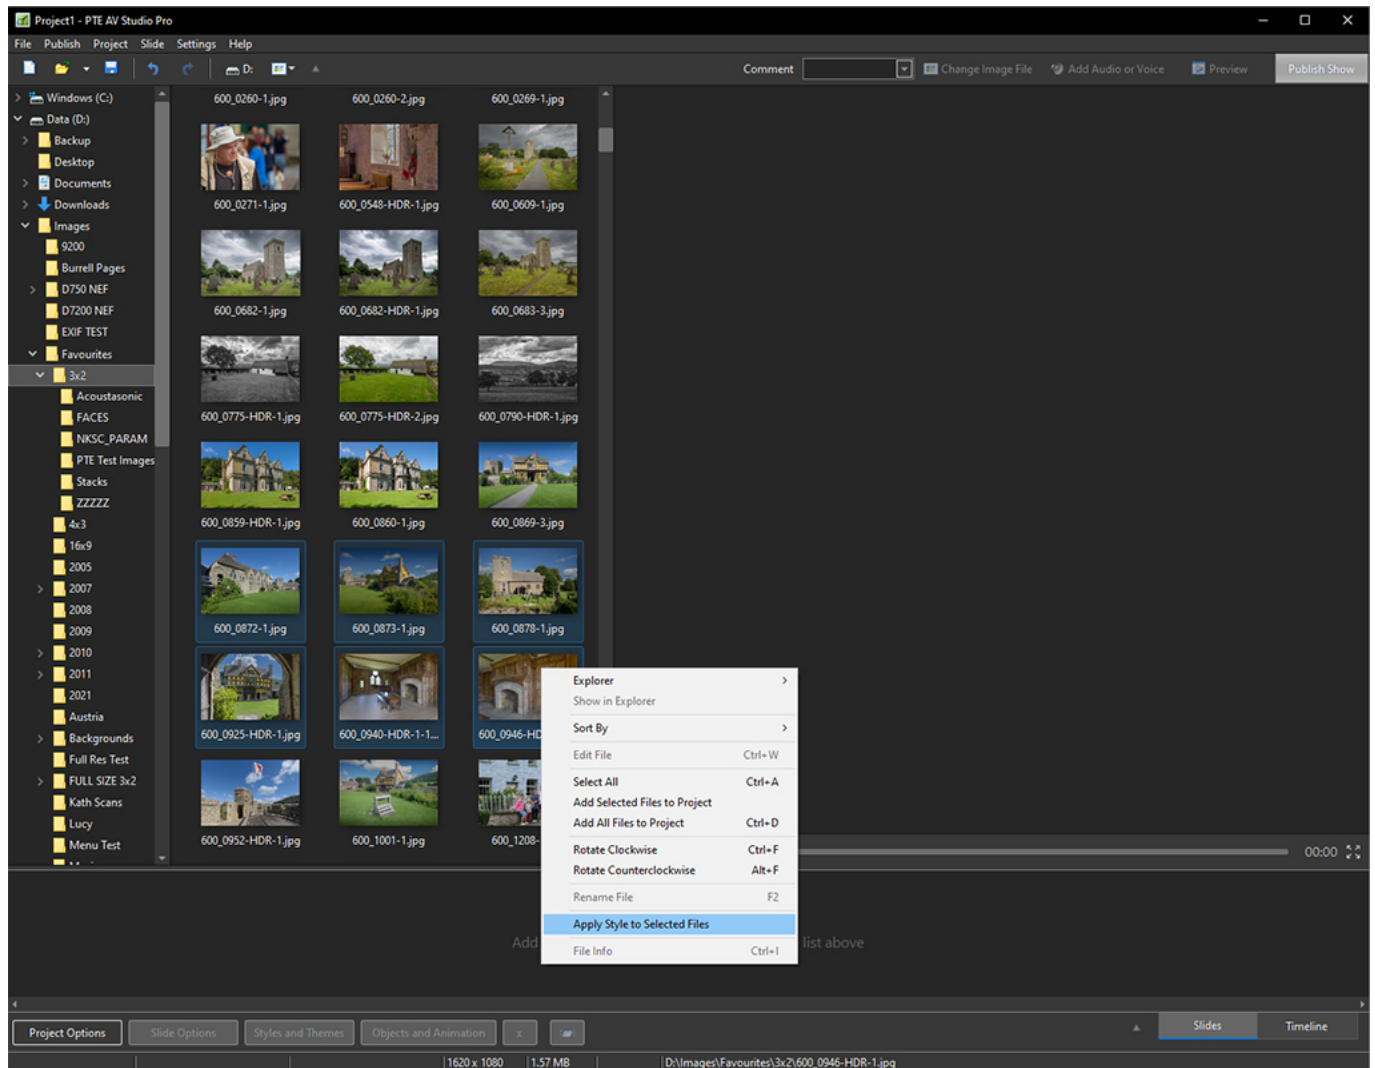 Project1 - PTE AV Studio Pro
File Publish Project Slide Settings Help
D: Comment Change Image File Add Audio or Voice Preview Publish Show
Windows (C:)
Data (D:)
Backup
Desktop
Documents
Downloads
Images
9200
Burrell Pages
D750 NEF
D7200 NEF
EXIF TEST
Favourites
3x2
Acoustasonic
FACES
NKSC_PARAM
PTE Test Images
Stacks
ZZZZZ
4x3
16x9
2005
2007
2008
2009
2010
2011
2021
Austria
Backgrounds
Full Res Test
FULL SIZE 3x2
Kath Scans
Lucy
Menu Test
600_0260-1.jpg 600_0260-2.jpg 600_0269-1.jpg
600_0271-1.jpg 600_0548-HDR-1.jpg 600_0609-1.jpg
600_0682-1.jpg 600_0682-HDR-1.jpg 600_0683-3.jpg
600_0775-HDR-1.jpg 600_0775-HDR-2.jpg 600_0790-HDR-1.jpg
600_0859-HDR-1.jpg 600_0860-1.jpg 600_0869-3.jpg
600_0872-1.jpg 600_0873-1.jpg 600_0878-1.jpg
600_0925-HDR-1.jpg 600_0940-HDR-1-1... 600_0946-HD
600_0952-HDR-1.jpg 600_1001-1.jpg 600_1208-
Explorer
Show in Explorer
Sort By
Edit File Ctrl+W
Select All Ctrl+A
Add Selected Files to Project
Add All Files to Project Ctrl+D
Rotate Clockwise Ctrl+F
Rotate Counterclockwise Alt+F
Rename File F2
Apply Style to Selected Files
File Info Ctrl+I
00:00
Add list above
Project Options Slide Options Styles and Themes Objects and Animation x Slides Timeline
1620 x 1080 1.57 MB D:\Images\Favourites\3x2\600_0946-HDR-1.jpg